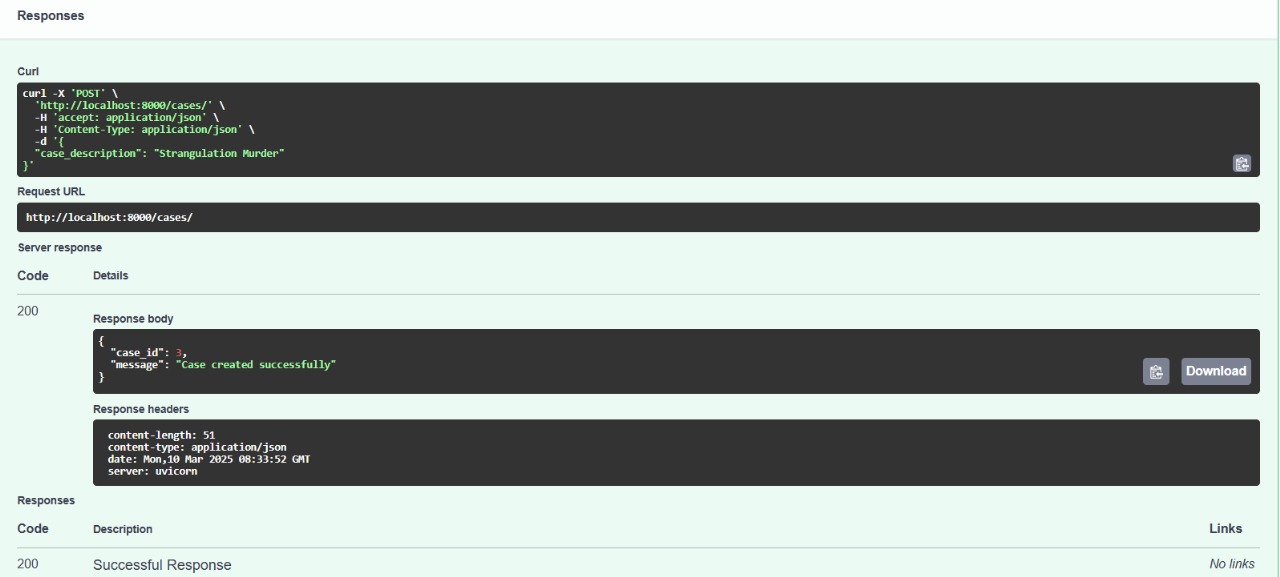 Responses
Curl
curl -X 'POST' \
  'http://localhost:8000/cases/' \
  -H 'accept: application/json' \
  -H 'Content-Type: application/json' \
  -d '{
  "case_description": "Strangulation Murder"
}'
Request URL
http://localhost:8000/cases/
Server response
Code Details
200
Response body
{
  "case_id": 3,
  "message": "Case created successfully"
}
Download
Response headers
content-length: 51
content-type: application/json
date: Mon,10 Mar 2025 08:33:52 GMT
server: uvicorn
Responses
Code Description Links
200 Successful Response No links